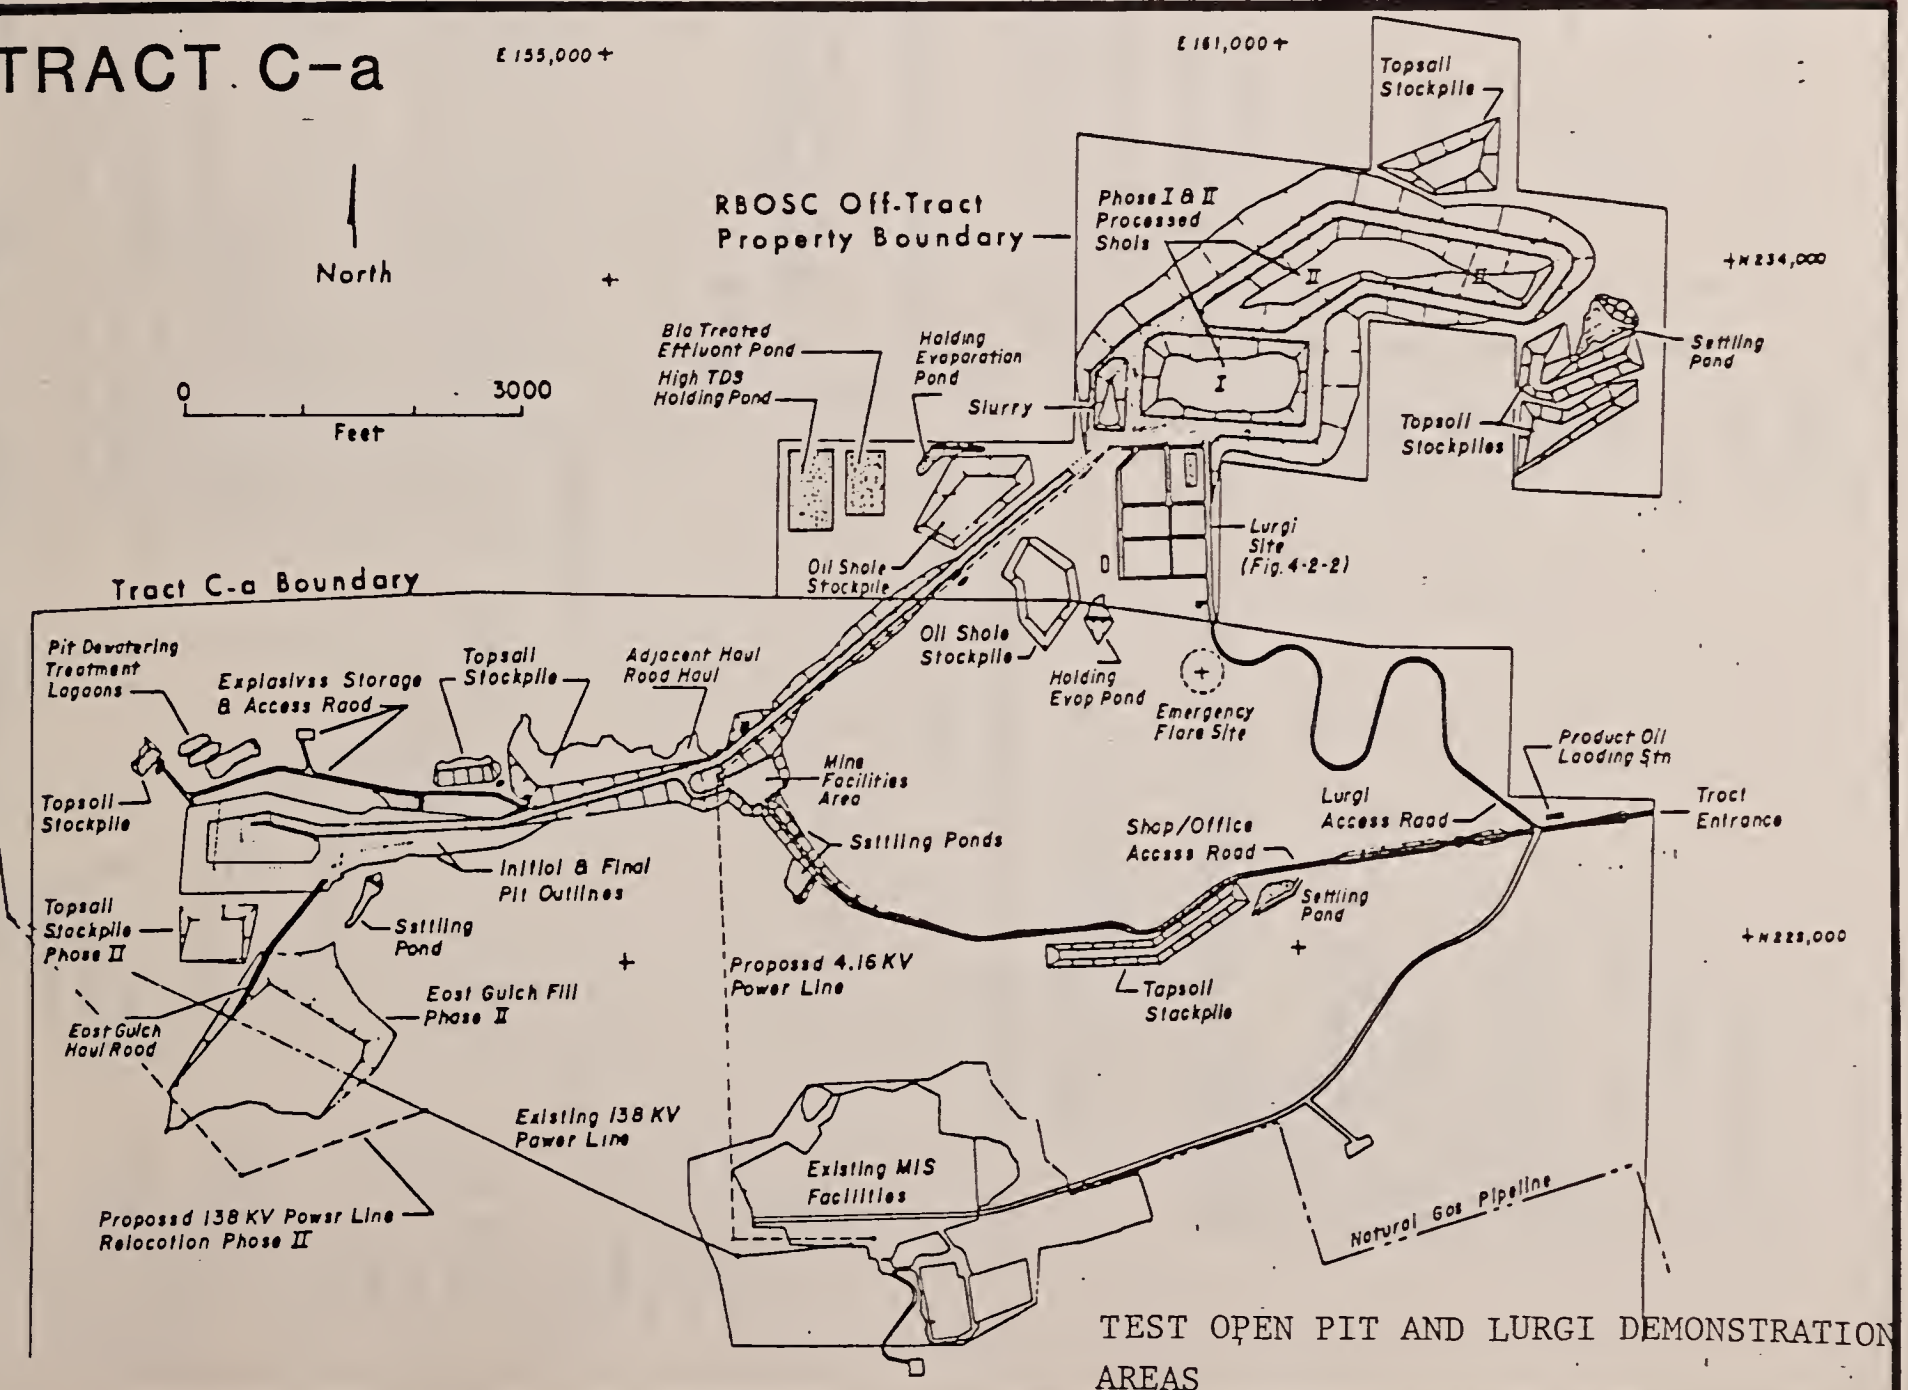 TRACT C-a
E 155,000 +
E 161,000 +
Topsoil
Stockpile
RBOSC Off-Tract
Property Boundary
Phase I & II
Processed
Shals
North
+ N 234,000
II
II
I
Bio Treated
Effluont Pond
High TDS
Holding Pond
Holding
Evaporation
Pond
Slurry
Settling
Pond
0
3000
Feet
Topsoil
Stockpiles
Lurgi
Site
(Fig. 4-2-2)
Oil Shole
Stockpile
Tract C-a Boundary
Pit Dewatering
Treatment
Lagoons
Explosives Storage
& Access Road
Topsoil
Stockpile
Adjacent Haul
Road Haul
Oil Shole
Stockpile
Holding
Evop Pond
Emergency
Flare Site
Product Oil
Loading Stn
Mine
Facilities
Area
Topsoil
Stockpile
Lurgi
Access Road
Tract
Entrance
Shop/Office
Access Road
Settling Ponds
Initial & Final
Pit Outlines
Settling
Pond
Topsoil
Stockpile
Phase II
Settling
Pond
+ N 228,000
Proposed 4.16 KV
Power Line
East Gulch Fill
Phase II
Topsoil
Stockpile
East Gulch
Haul Road
Existing 138 KV
Power Line
Existing MIS
Facilities
Proposed 138 KV Power Line
Relocation Phase II
Natural Gas Pipeline
TEST OPEN PIT AND LURGI DEMONSTRATION
AREAS